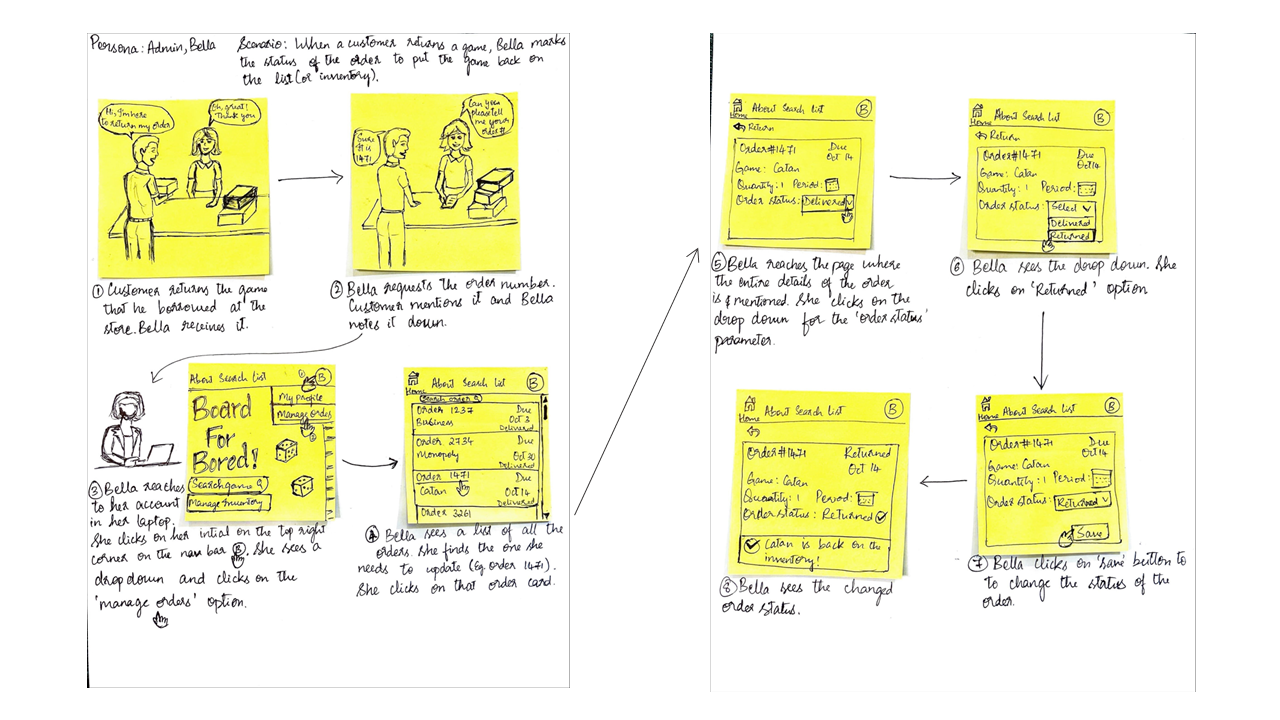 Persona: Admin, Bella
Scenario: When a customer returns a game, Bella marks
the status of the order to put the game back on
the list (or inventory).
Hi, I'm here
to return my order
Oh, great!
Thank you
Sure
# is
1471
Can you
please tell
me your
order#
① Customer returns the game
that he borrowed at the
store. Bella receives it.
② Bella requests the order number.
Customer mentions it and Bella
notes it down.
About Search List
① B
My profile
Manage order
②
Board
For
Bored!
Search game
Manage Inventory
③ Bella reaches
to her account
in her laptop.
She clicks on her intial on the top right
corner on the nav bar B. She sees a
dropdown and clicks on the
'manage orders' option.
Home
About Search List
B
Search order
Order 1237 Due
Business Oct 3
Delivered
Order 2734 Due
Monopoly Oct 30
Delivered
Order 1471 Due
Catan Oct 14
Delivered
Order 3261
④ Bella sees a list of all the
orders. She finds the one she
needs to update (eg. order 1471).
She clicks on that order card.
Home
About Search list
B
Return
Order#1471 Due
Oct 14
Game: Catan
Quantity: 1 Period:
Order status: Delivered
⑤ Bella reaches the page where
the entire details of the order
is mentioned. She clicks on the
drop down for the 'order status'
parameter.
Home
About Search List
B
Return
Order#1471 Due
Oct 14
Game: Catan
Quantity: 1 Period:
Order status: Select
Delivered
Returned
⑥ Bella sees the drop down. She
clicks on 'Returned' option
Home
About Search List
B
Order#1471 Due
Oct 14
Game: Catan
Quantity: 1 Period:
Order status: Returned
Save
⑦ Bella clicks on 'save' button to
to change the status of the
order.
Home
About Search List
B
Order#1471 Returned
Oct 14
Game: Catan
Quantity: 1 Period:
Order status: Returned
Catan is back on the
inventory!
⑧ Bella sees the changed
order status.